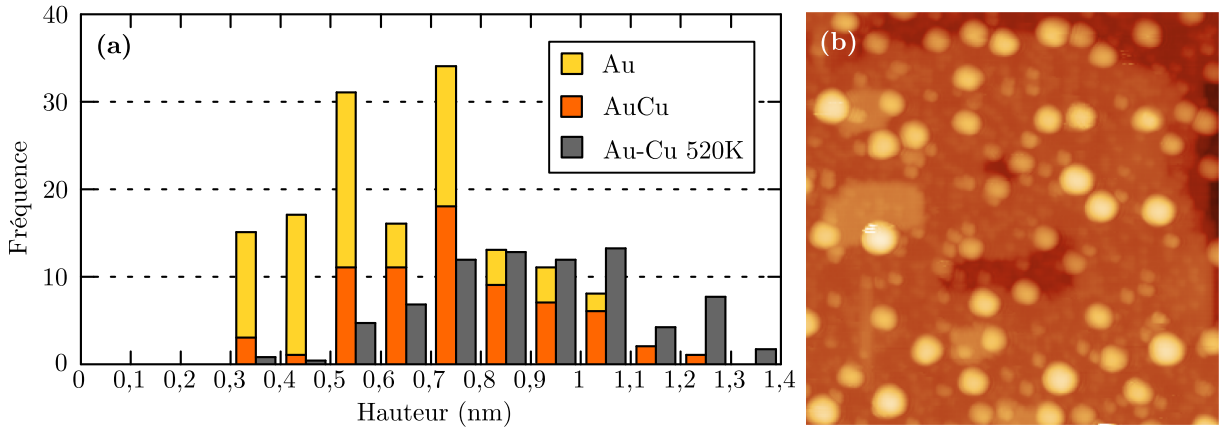 (a)
Au
AuCu
Au-Cu 520K
Fréquence
40
30
20
10
0
0 0,1 0,2 0,3 0,4 0,5 0,6 0,7 0,8 0,9 1 1,1 1,2 1,3 1,4
Hauteur (nm)
(b)